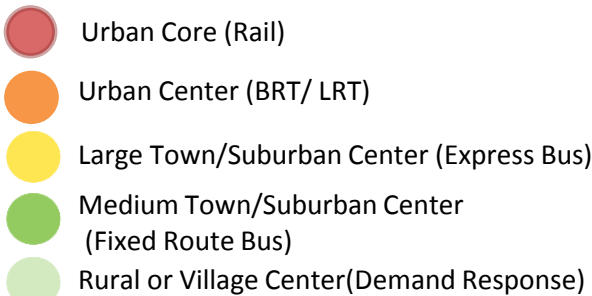 Urban Core (Rail)
Urban Center (BRT/ LRT)
Large Town/Suburban Center (Express Bus)
Medium Town/Suburban Center
(Fixed Route Bus)
Rural or Village Center(Demand Response)